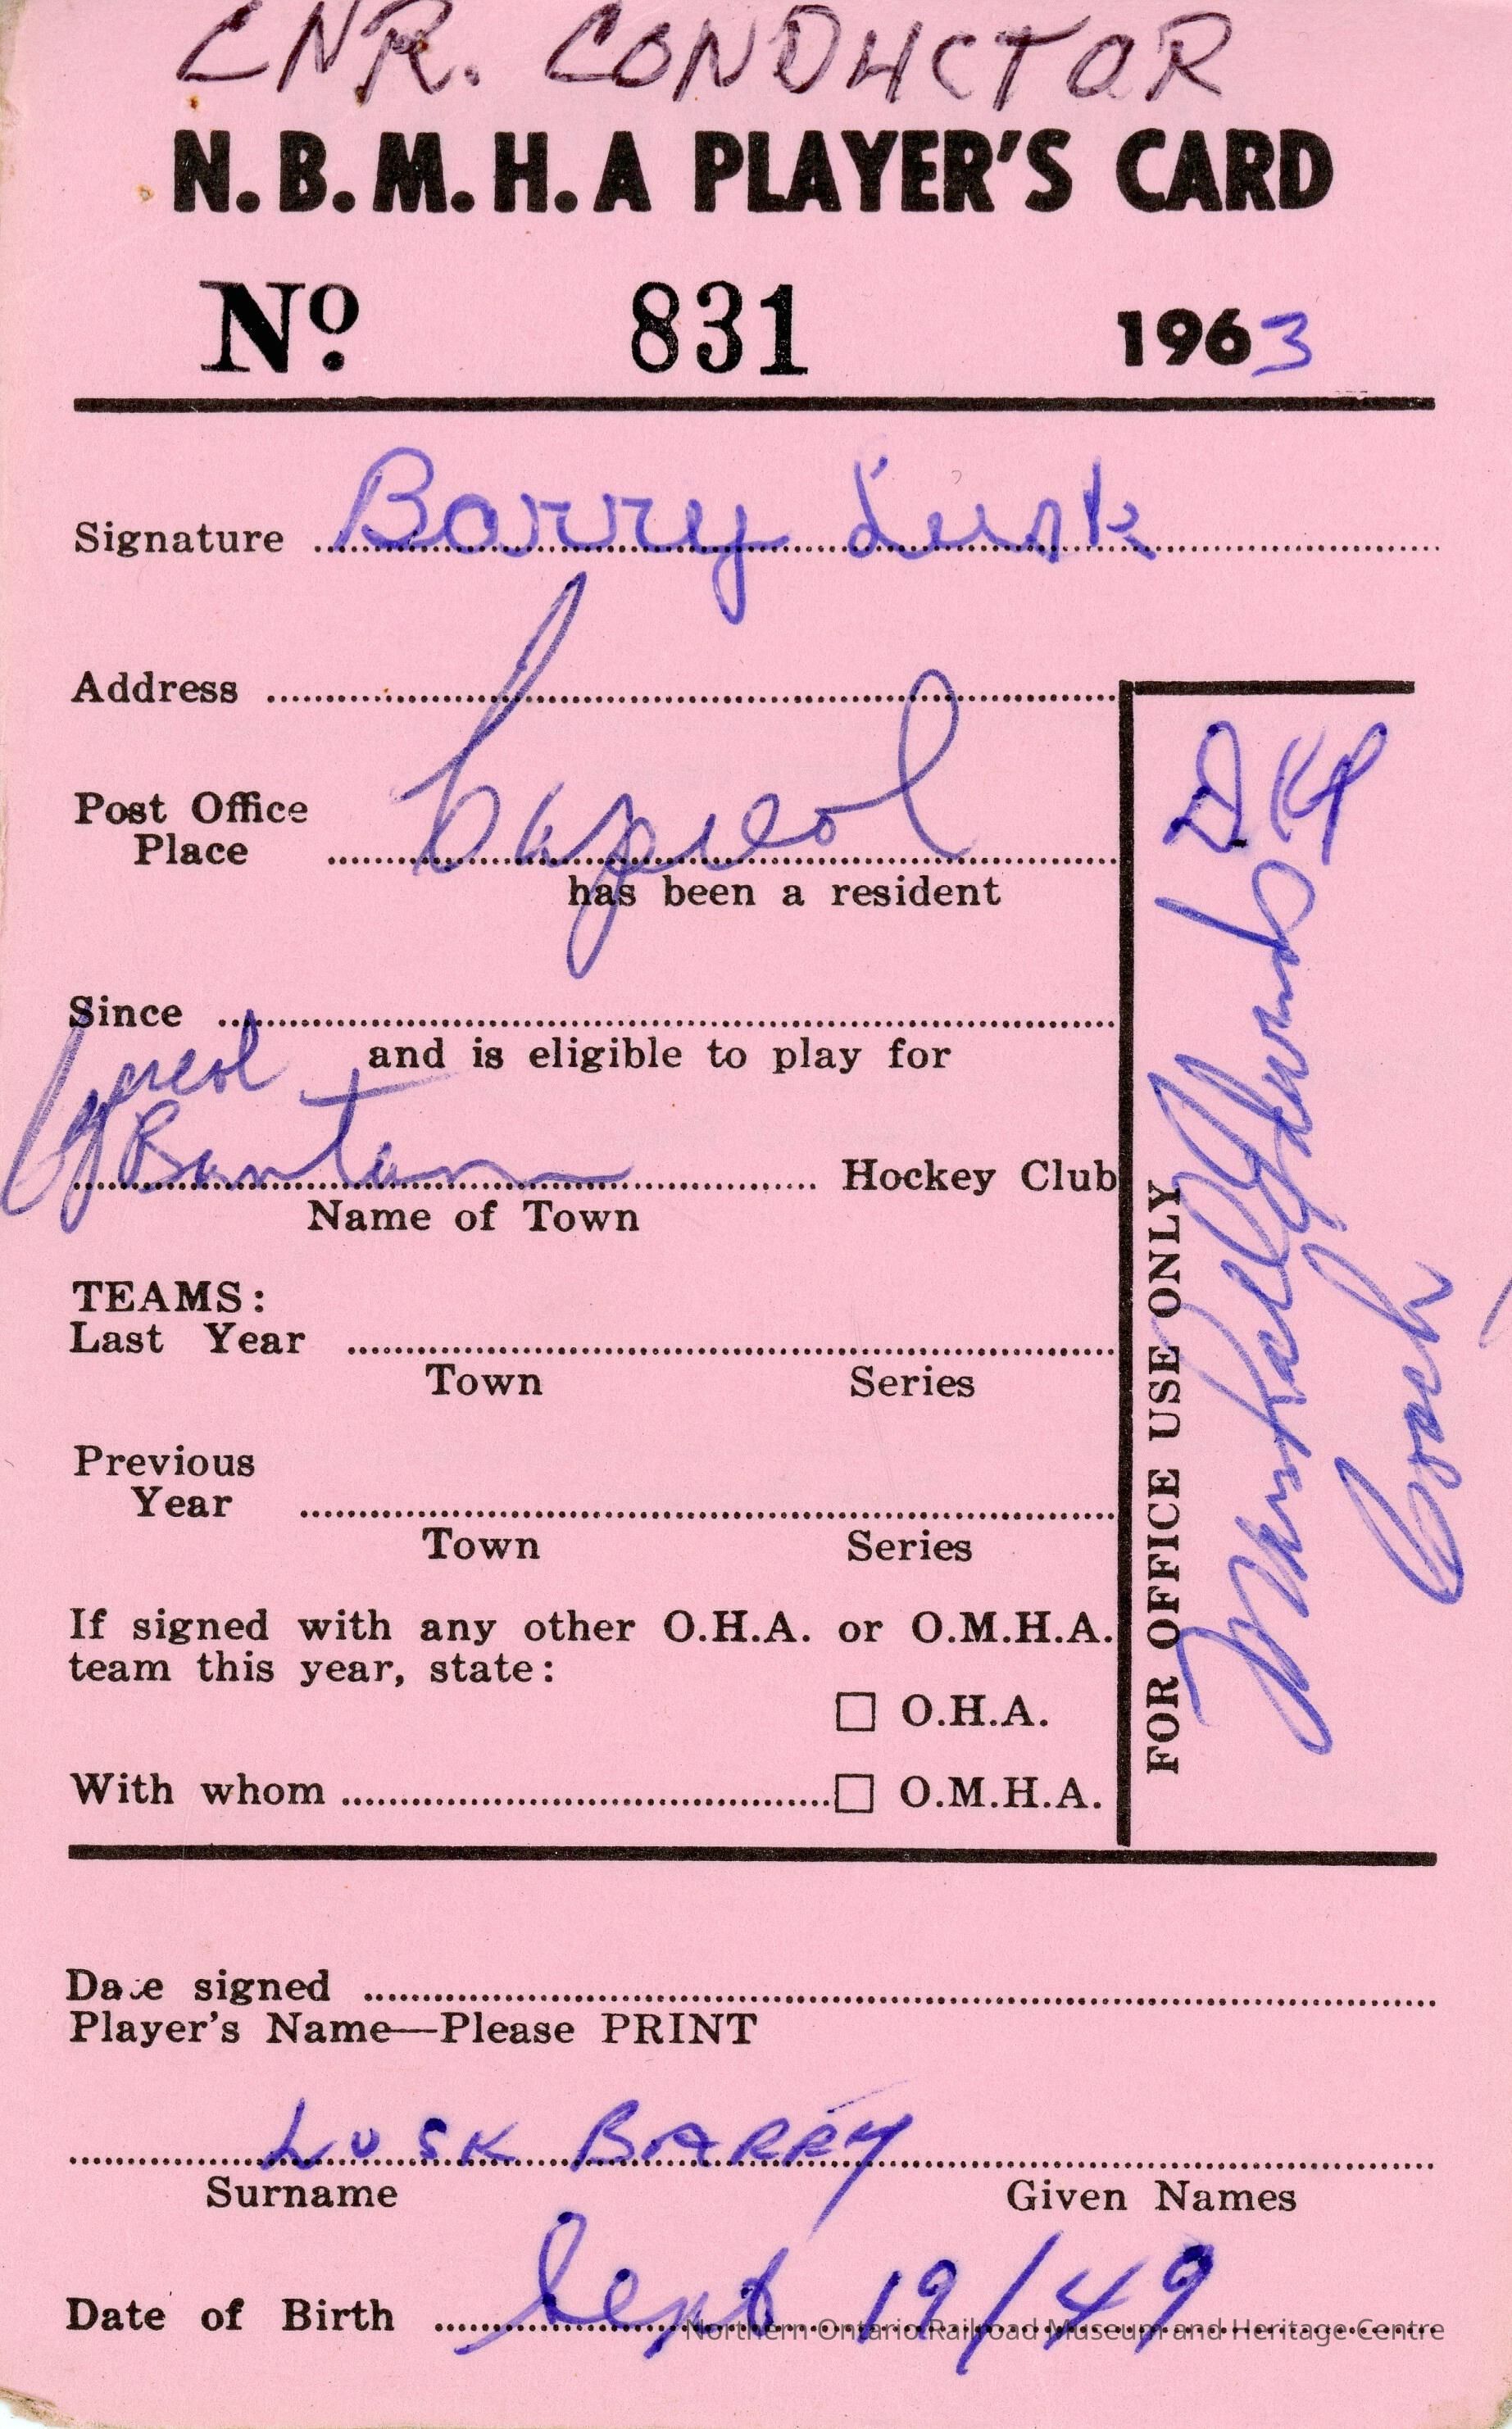 CNR. CONDUCTOR
N.B.M.H.A PLAYER'S CARD
Nº 831 1963
Signature Barry Lusk
Address
Post Office
Place Capreol
has been a resident
Since
and is eligible to play for
Capreol
Bantam Hockey Club
Name of Town
TEAMS:
Last Year
Town Series
Previous
Year
Town Series
If signed with any other O.H.A. or O.M.H.A.
team this year, state:
O.H.A.
With whom O.M.H.A.
FOR OFFICE USE ONLY
Coach
Date signed
Player's Name—Please PRINT
LUSK BARRY
Surname Given Names
Date of Birth Sept 19/49
Northern Ontario Railroad Museum and Heritage Centre